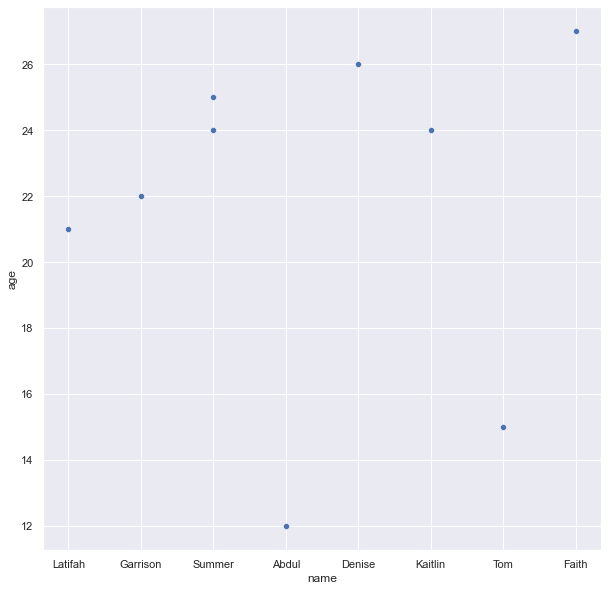 26
24
22
20
18
16
14
12
age
Latifah Garrison Summer Abdul Denise Kaitlin Tom Faith
name